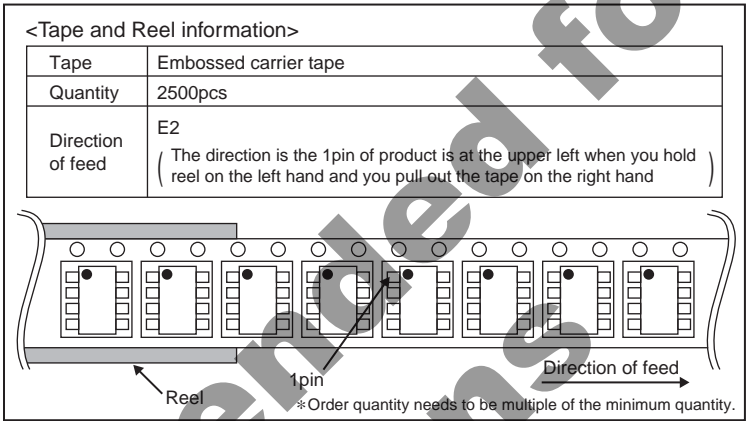 <Tape and Reel information>
Tape Embossed carrier tape
Quantity 2500pcs
Direction of feed E2
( The direction is the 1pin of product is at the upper left when you hold
reel on the left hand and you pull out the tape on the right hand )
Direction of feed
1pin
Reel
*Order quantity needs to be multiple of the minimum quantity.